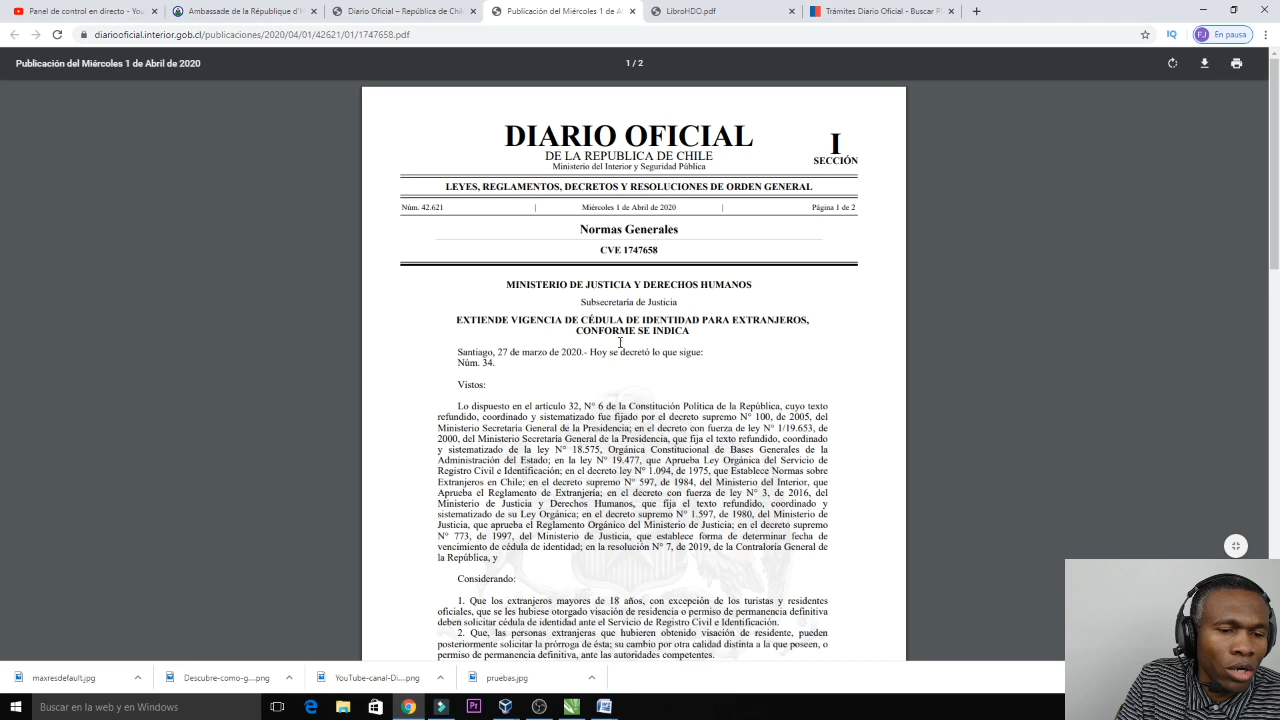 Panel de control en directo - You
Ambassade de la République d'H
Diario Oficial – República de Chil
Publicación del Miércoles 1 de A
LibroHD.pdf
Trámites Diario Oficial - Buscar
diarioficial.interior.gob.cl/publicaciones/2020/04/01/42621/01/1747658.pdf
IQ
FJ
En pausa
Publicación del Miércoles 1 de Abril de 2020
1 / 2
DIARIO OFICIAL
DE LA REPUBLICA DE CHILE
Ministerio del Interior y Seguridad Pública
I
SECCIÓN
LEYES, REGLAMENTOS, DECRETOS Y RESOLUCIONES DE ORDEN GENERAL
Núm. 42.621 | Miércoles 1 de Abril de 2020 | Página 1 de 2
Normas Generales
CVE 1747658
MINISTERIO DE JUSTICIA Y DERECHOS HUMANOS
Subsecretaría de Justicia
EXTIENDE VIGENCIA DE CÉDULA DE IDENTIDAD PARA EXTRANJEROS,
CONFORME SE INDICA
Santiago, 27 de marzo de 2020.- Hoy se decretó lo que sigue:
Núm. 34.
Vistos:
Lo dispuesto en el artículo 32, N° 6 de la Constitución Política de la República, cuyo texto
refundido, coordinado y sistematizado fue fijado por el decreto supremo N° 100, de 2005, del
Ministerio Secretaría General de la Presidencia; en el decreto con fuerza de ley N° 1/19.653, de
2000, del Ministerio Secretaría General de la Presidencia, que fija el texto refundido, coordinado
y sistematizado de la ley N° 18.575, Orgánica Constitucional de Bases Generales de la
Administración del Estado; en la ley N° 19.477, que Aprueba Ley Orgánica del Servicio de
Registro Civil e Identificación; en el decreto ley N° 1.094, de 1975, que Establece Normas sobre
Extranjeros en Chile; en el decreto supremo N° 597, de 1984, del Ministerio del Interior, que
Aprueba el Reglamento de Extranjería; en el decreto con fuerza de ley N° 3, de 2016, del
Ministerio de Justicia y Derechos Humanos, que fija el texto refundido, coordinado y
sistematizado de su Ley Orgánica; en el decreto supremo N° 1.597, de 1980, del Ministerio de
Justicia, que aprueba el Reglamento Orgánico del Ministerio de Justicia; en el decreto supremo
N° 773, de 1997, del Ministerio de Justicia, que establece forma de determinar fecha de
vencimiento de cédula de identidad; en la resolución N° 7, de 2019, de la Contraloría General de
la República, y
Considerando:
1. Que los extranjeros mayores de 18 años, con excepción de los turistas y residentes
oficiales, que se les hubiese otorgado visación de residencia o permiso de permanencia definitiva
deben solicitar cédula de identidad ante el Servicio de Registro Civil e Identificación.
2. Que, las personas extranjeras que hubieren obtenido visación de residente, pueden
posteriormente solicitar la prórroga de ésta; su cambio por otra calidad distinta a la que poseen, o
permiso de permanencia definitiva, ante las autoridades competentes.
maxresdefault.jpg
Descubre-como-g....png
YouTube-canal-Di....png
pruebas.jpg
Buscar en la web y en Windows